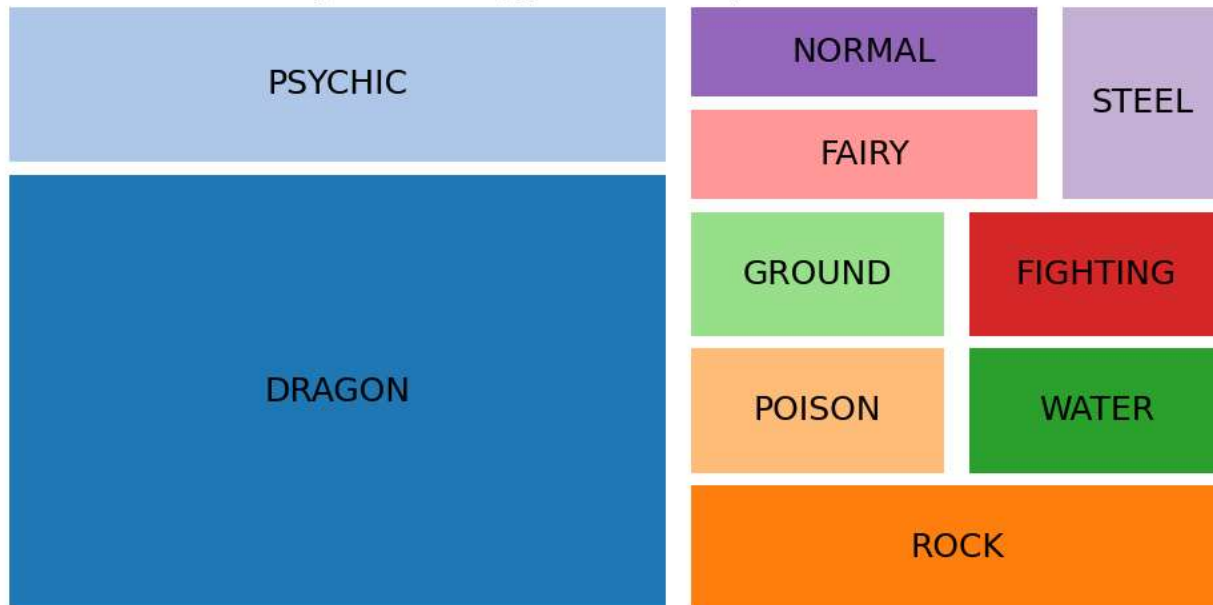 PSYCHIC
DRAGON
NORMAL
FAIRY
STEEL
GROUND
FIGHTING
POISON
WATER
ROCK